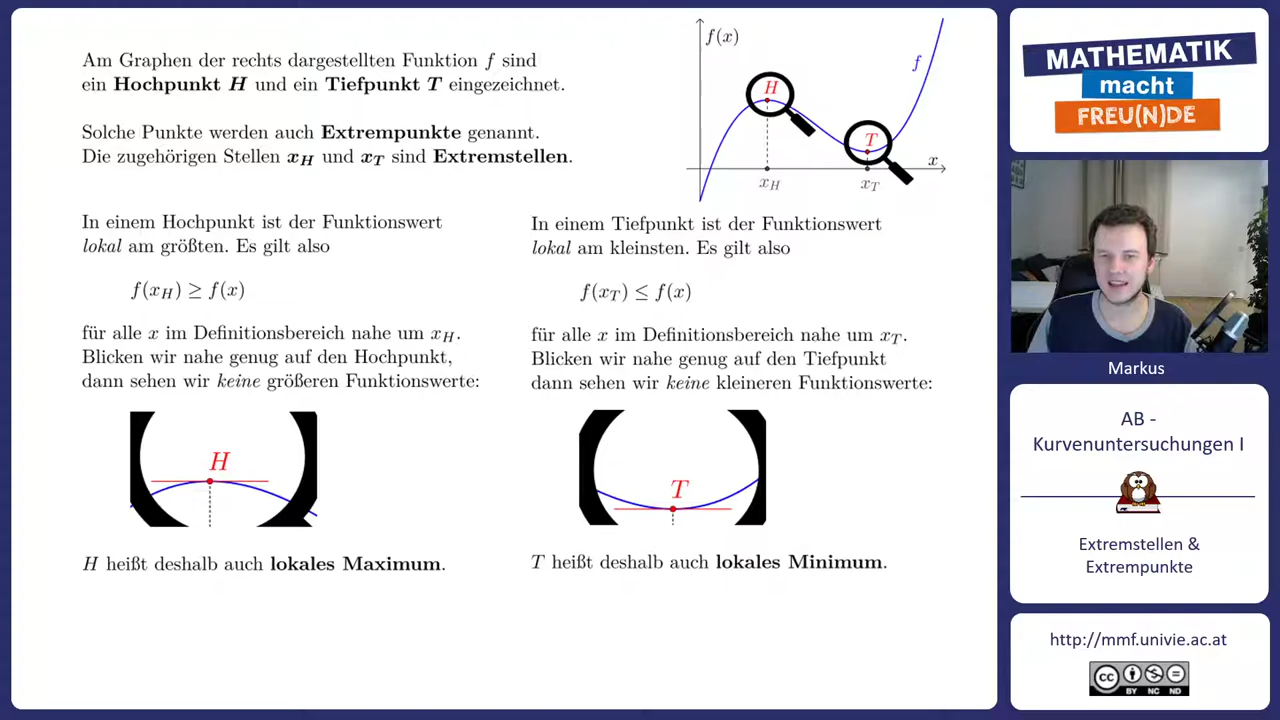 Am Graphen der rechts dargestellten Funktion f sind
ein Hochpunkt H und ein Tiefpunkt T eingezeichnet.
Solche Punkte werden auch Extrempunkte genannt.
Die zugehörigen Stellen x_H und x_T sind Extremstellen.
f(x)
f
H
T
x
x_H
x_T
In einem Hochpunkt ist der Funktionswert
lokal am größten. Es gilt also
f(x_H) ≥ f(x)
für alle x im Definitionsbereich nahe um x_H.
Blicken wir nahe genug auf den Hochpunkt,
dann sehen wir keine größeren Funktionswerte:
H
H heißt deshalb auch lokales Maximum.
In einem Tiefpunkt ist der Funktionswert
lokal am kleinsten. Es gilt also
f(x_T) ≤ f(x)
für alle x im Definitionsbereich nahe um x_T.
Blicken wir nahe genug auf den Tiefpunkt
dann sehen wir keine kleineren Funktionswerte:
T
T heißt deshalb auch lokales Minimum.
MATHEMATIK
macht
FREU(N)DE
Markus
AB -
Kurvenuntersuchungen I
Extremstellen &
Extrempunkte
http://mmf.univie.ac.at
cc
BY NC ND